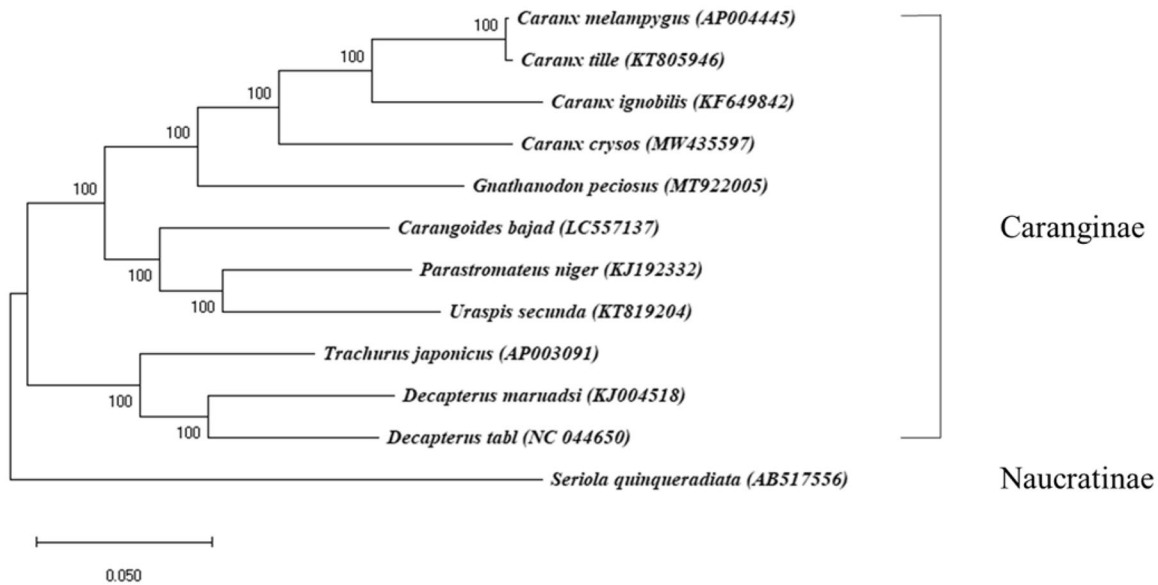 100
Caranx melampygus (AP004445)
100
Caranx tille (KT805946)
100
Caranx ignobilis (KF649842)
100
Caranx crysos (MW435597)
100
Gnathanodon peciosus (MT922005)
Carangoides bajad (LC557137)
Caranginae
100
Parastromateus niger (KJ192332)
100
Uraspis secunda (KT819204)
Trachurus japonicus (AP003091)
100
Decapterus maruadsi (KJ004518)
100
Decapterus tabl (NC 044650)
Seriola quinqueradiata (AB517556)
Naucratinae
0.050